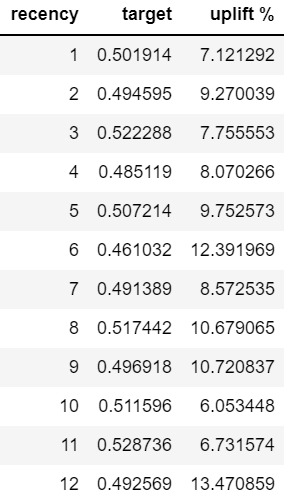 recency target uplift %
1 0.501914 7.121292
2 0.494595 9.270039
3 0.522288 7.755553
4 0.485119 8.070266
5 0.507214 9.752573
6 0.461032 12.391969
7 0.491389 8.572535
8 0.517442 10.679065
9 0.496918 10.720837
10 0.511596 6.053448
11 0.528736 6.731574
12 0.492569 13.470859